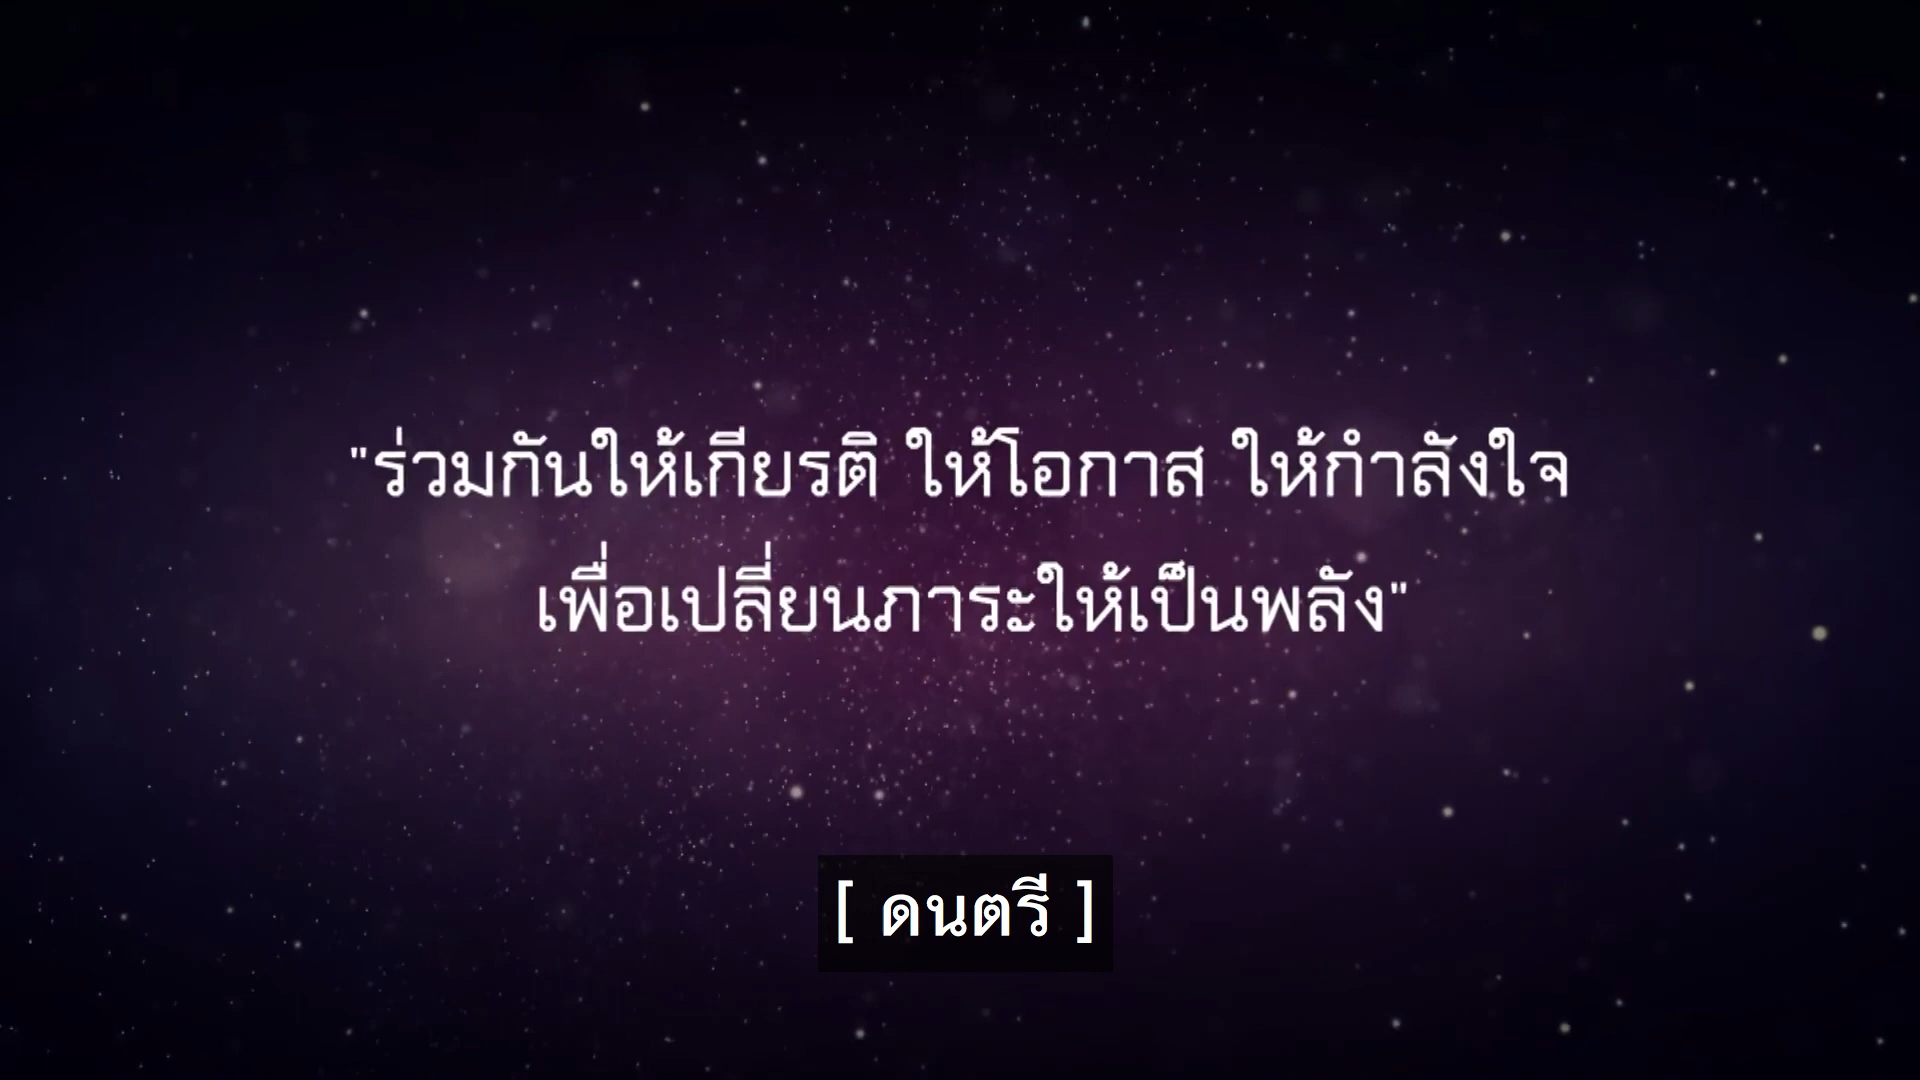 "ร่วมกันให้เกียรติ ให้โอกาส ให้กำลังใจ
เพื่อเปลี่ยนภาระให้เป็นพลัง"
[ ดนตรี ]